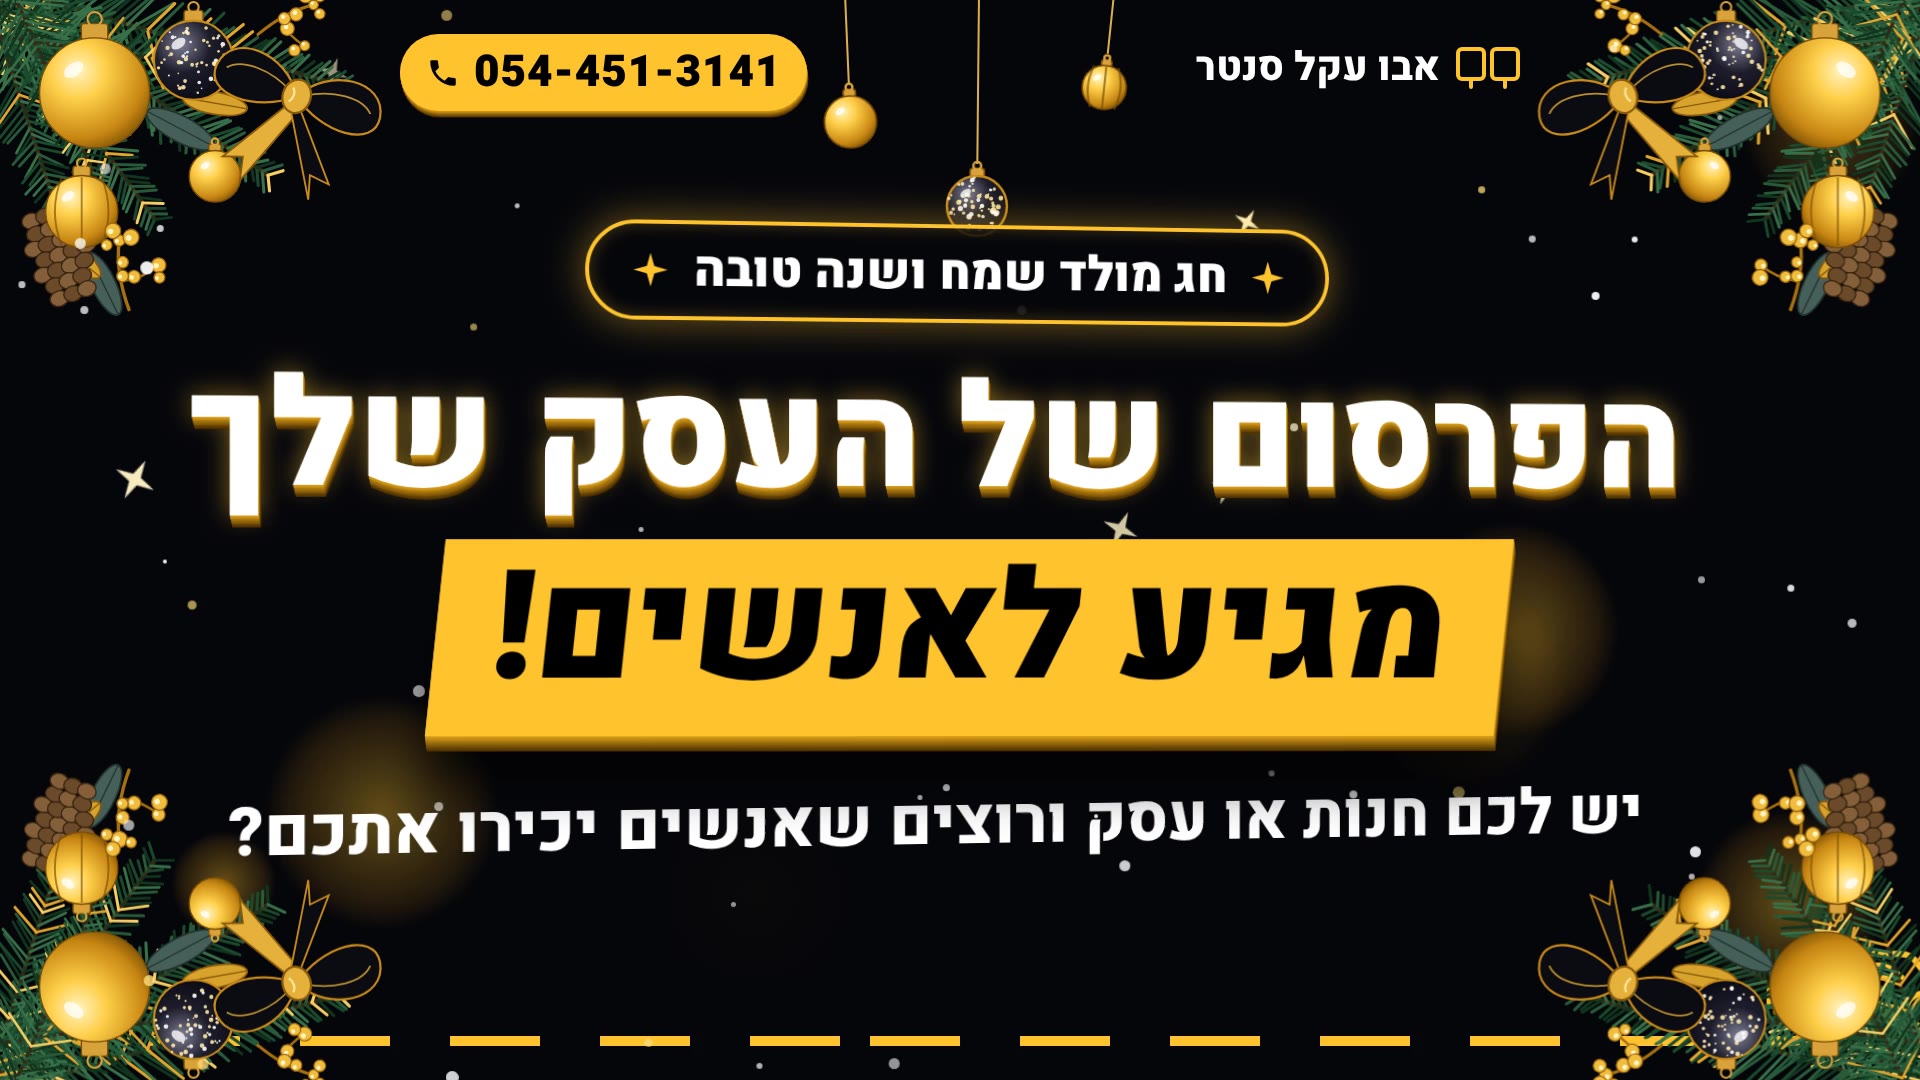 אבו עקל סנטר
054-451-3141
חג מולד שמח ושנה טובה
הפרסום של העסק שלך
מגיע לאנשים!
יש לכם חנות או עסק ורוצים שאנשים יכירו אתכם?